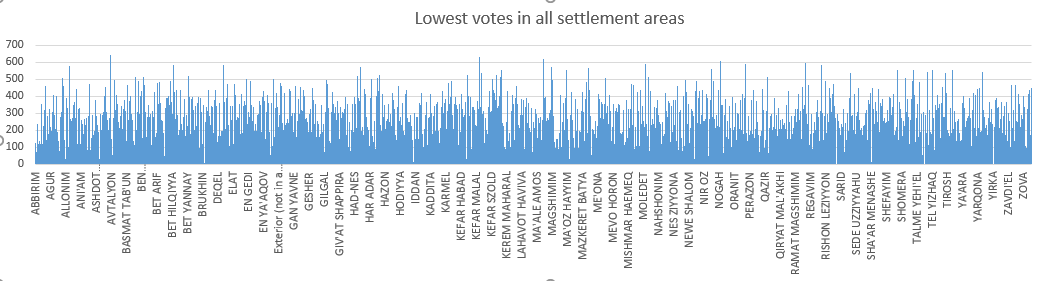 Lowest votes in all settlement areas
700
600
500
400
300
200
100
0
ABBIRIM
AGUR
ALLONIM
ANI'AM
ASHDOT…
AVTALYON
BASMAT TAB'UN
BEN…
BET ARIF
BET HILQIYYA
BET YANNAY
BRUKHIN
DEQEL
ELAT
EN GEDI
EN YA'AQOV
Exterior (not in a…
GAN YAVNE
GESHER
GILGAL
GIV'AT SHAPPIRA
HAD-NES
HAR ADAR
HAZON
HODIYYA
IDDAN
KADDITA
KARMEL
KEFAR HABAD
KEFAR MALAL
KEFAR SZOLD
KEREM MAHARAL
LAHAVOT HAVIVA
MA'ALE AMOS
MAGSHIMIM
MA'OZ HAYYIM
MAZKERET BATYA
ME'ONA
MEVO HORON
MISHMAR HAEMEQ
MOLEDET
NAHSHONIM
NES ZIYYONA
NEWE SHALOM
NIR OZ
NOGAH
ORANIT
PERAZON
QAZIR
QIRYAT MAL'AKHI
RAMAT MAGSHIMIM
REGAVIM
RISHON LEZIYYON
SARID
SEDE UZZIYYAHU
SHA'AR MENASHE
SHEFAYIM
SHOMERA
TALME YEHI'EL
TEL YIZHAQ
TIROSH
YA'ARA
YARQONA
YIRKA
ZAVDI'EL
ZOVA